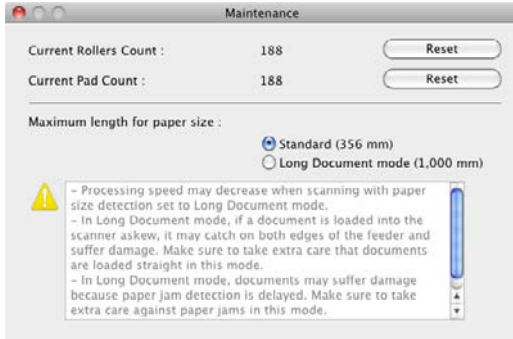 Maintenance
Current Rollers Count : 188 Reset
Current Pad Count : 188 Reset
Maximum length for paper size :
Standard (356 mm)
Long Document mode (1,000 mm)
– Processing speed may decrease when scanning with paper
size detection set to Long Document mode.
– In Long Document mode, if a document is loaded into the
scanner askew, it may catch on both edges of the feeder and
suffer damage. Make sure to take extra care that documents
are loaded straight in this mode.
– In Long Document mode, documents may suffer damage
because paper jam detection is delayed. Make sure to take
extra care against paper jams in this mode.